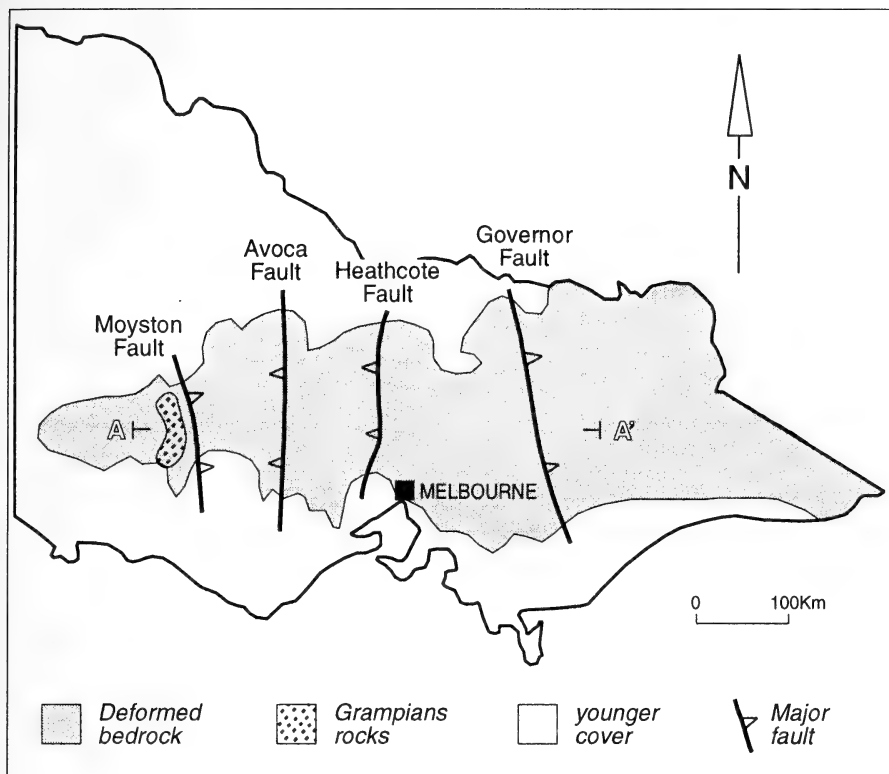 Governor
Fault
Avoca
Fault
Heathcote
Fault
Moyston
Fault
N
A
A'
MELBOURNE
0 100Km
Deformed
bedrock
Grampians
rocks
younger
cover
Major
fault